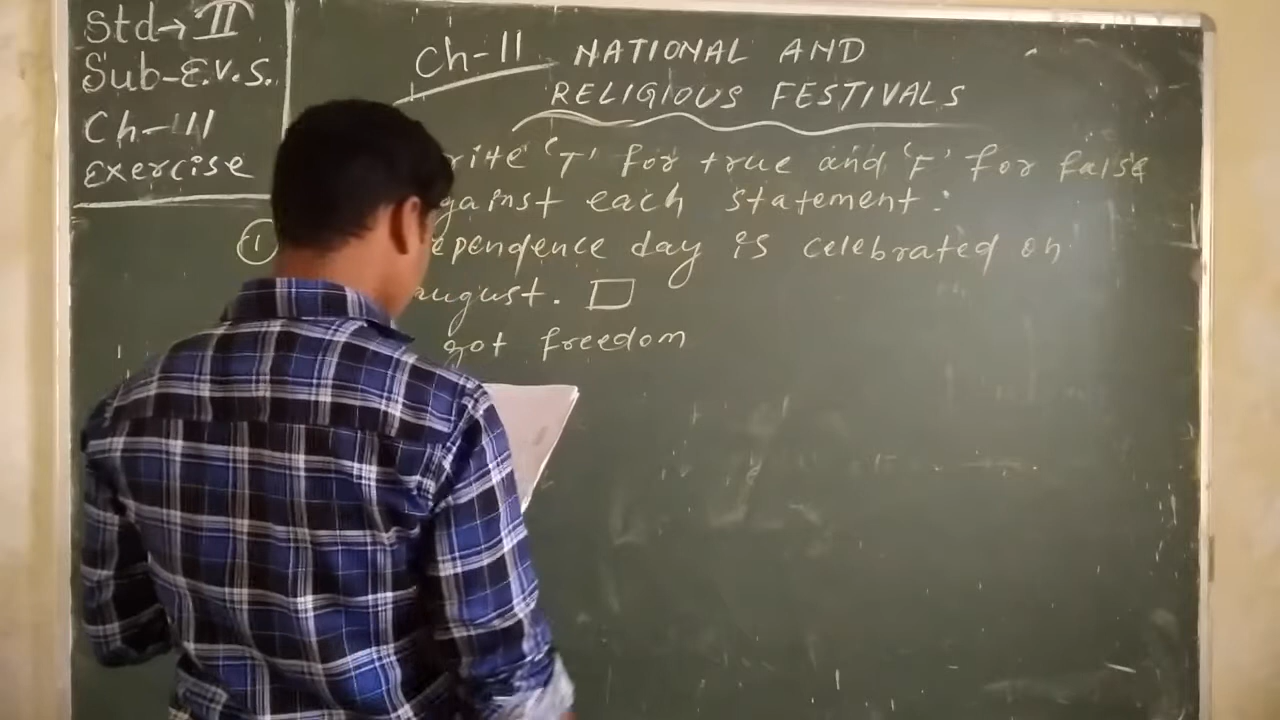 Std→II
Sub-E.V.S.
Ch-11
Exercise
Ch-11 NATIONAL AND
RELIGIOUS FESTIVALS
rite 'T' for true and 'F' for false
gainst each statement:
① ependence day is celebrated on
august.
got freedom